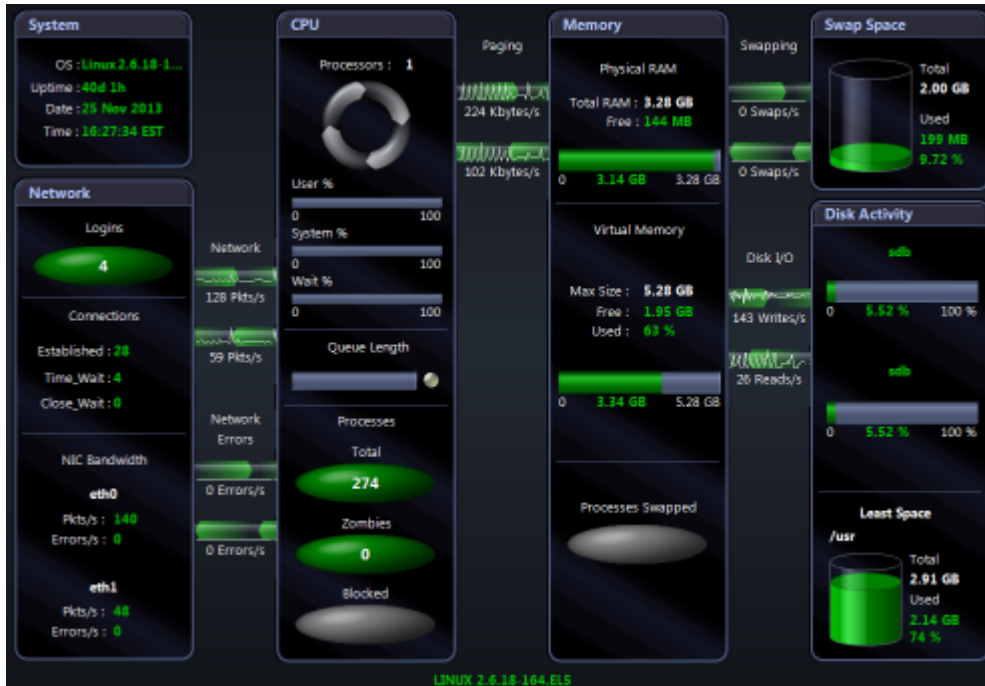 System
OS : Linux 2.6.18-1...
Uptime : 40d 1h
Date : 25 Nov 2013
Time : 16:27:34 EST
Network
Logins
4
Connections
Established : 28
Time_Wait : 4
Close_Wait : 0
NIC Bandwidth
eth0
Pkts/s : 140
Errors/s : 0
eth1
Pkts/s : 48
Errors/s : 0
Network
128 Pkts/s
59 Pkts/s
Network
Errors
0 Errors/s
0 Errors/s
CPU
Processors : 1
User %
0 100
System %
0 100
Wait %
0 100
Queue Length
Processes
Total
274
Zombies
0
Blocked
Paging
224 Kbytes/s
102 Kbytes/s
Memory
Physical RAM
Total RAM : 3.28 GB
Free : 144 MB
0 3.14 GB 3.28 GB
Virtual Memory
Max Size : 5.28 GB
Free : 1.95 GB
Used : 63 %
0 3.34 GB 5.28 GB
Processes Swapped
Swapping
0 Swaps/s
0 Swaps/s
Disk I/O
143 Writes/s
26 Reads/s
Swap Space
Total
2.00 GB
Used
199 MB
9.72 %
Disk Activity
sdb
0 5.52 % 100 %
sdb
0 5.52 % 100 %
Least Space
/usr
Total
2.91 GB
Used
2.14 GB
74 %
LINUX 2.6.18-164.EL5